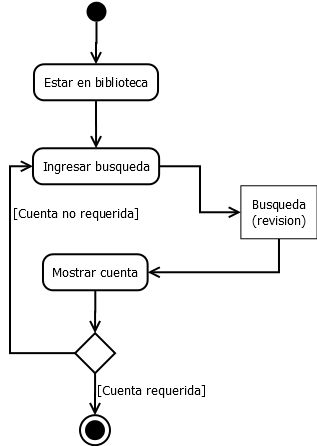 Estar en biblioteca
Ingresar busqueda
[Cuenta no requerida]
Busqueda
(revision)
Mostrar cuenta
[Cuenta requerida]